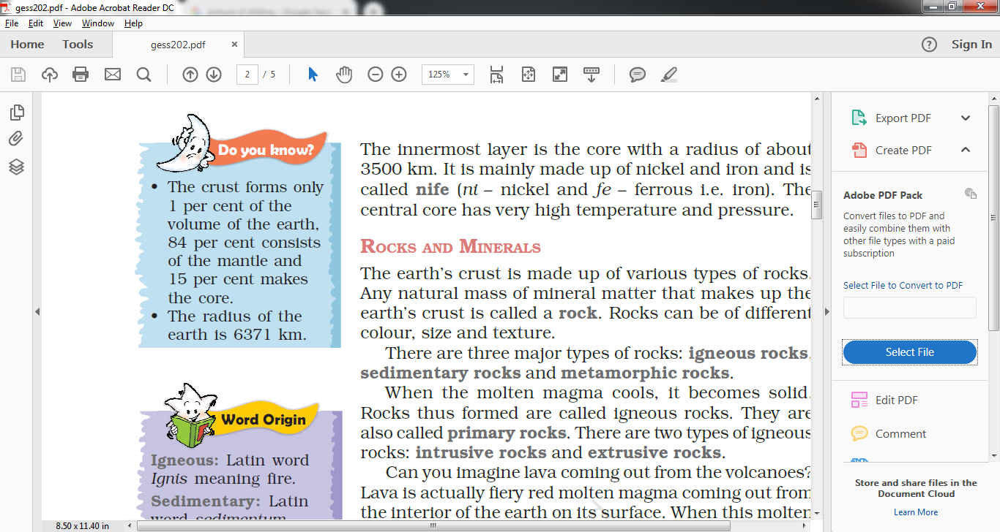 gess202.pdf - Adobe Acrobat Reader DC
File Edit View Window Help
Home Tools gess202.pdf × ? Sign In
2 / 5 125%
Do you know?
• The crust forms only
1 per cent of the
volume of the earth,
84 per cent consists
of the mantle and
15 per cent makes
the core.
• The radius of the
earth is 6371 km.
Word Origin
Igneous: Latin word
Ignis meaning fire.
Sedimentary: Latin
word sedimentum
The innermost layer is the core with a radius of about
3500 km. It is mainly made up of nickel and iron and is
called nife (ni – nickel and fe – ferrous i.e. iron). The
central core has very high temperature and pressure.
ROCKS AND MINERALS
The earth's crust is made up of various types of rocks.
Any natural mass of mineral matter that makes up the
earth's crust is called a rock. Rocks can be of different
colour, size and texture.
There are three major types of rocks: igneous rocks,
sedimentary rocks and metamorphic rocks.
When the molten magma cools, it becomes solid.
Rocks thus formed are called igneous rocks. They are
also called primary rocks. There are two types of igneous
rocks: intrusive rocks and extrusive rocks.
Can you imagine lava coming out from the volcanoes?
Lava is actually fiery red molten magma coming out from
the interior of the earth on its surface. When this molten
Export PDF
Create PDF
Adobe PDF Pack
Convert files to PDF and
easily combine them with
other file types with a paid
subscription
Select File to Convert to PDF
Select File
Edit PDF
Comment
Store and share files in the
Document Cloud
Learn More
8.50 x 11.40 in